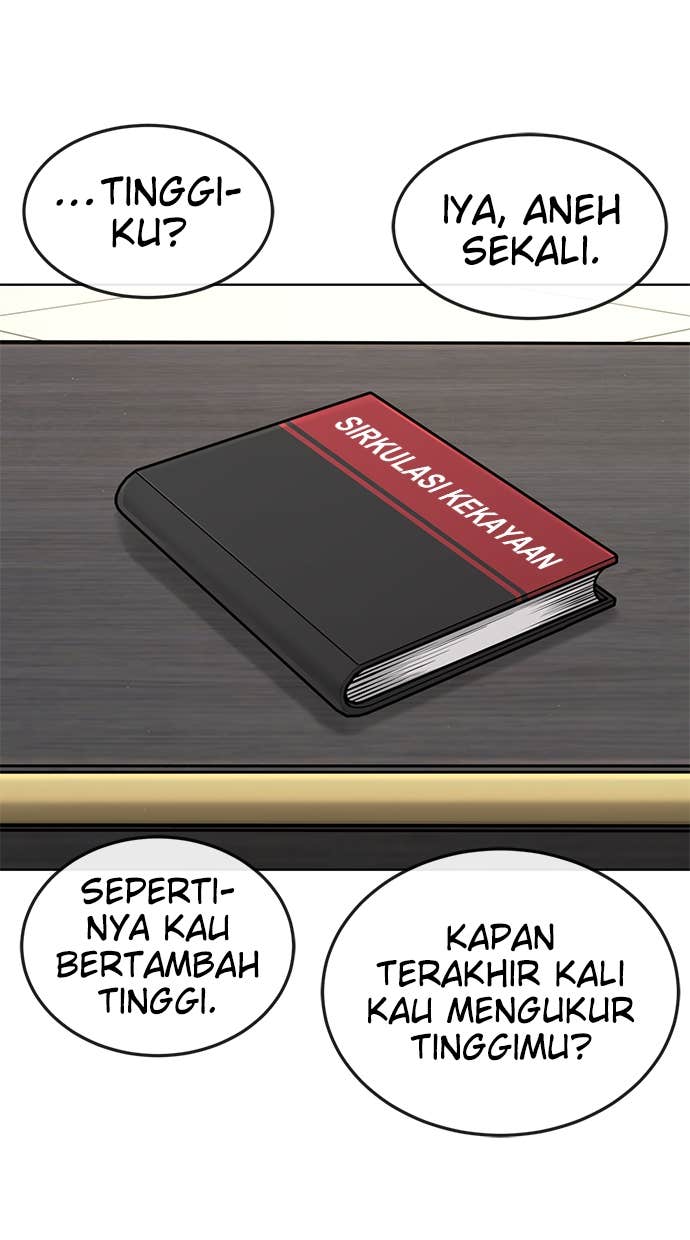 ...TINGGI-
KU?
IYA, ANEH
SEKALI.
SIRKULASI KEKAYAAN
SEPERTI-
NYA KAU
BERTAMBAH
TINGGI.
KAPAN
TERAKHIR KALI
KAU MENGUKUR
TINGGIMU?